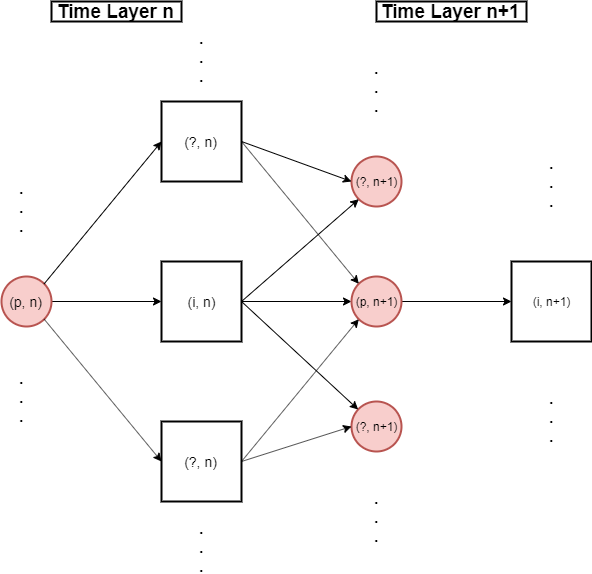 Time Layer n
Time Layer n+1
(?, n)
(?, n+1)
(p, n)
(i, n)
(p, n+1)
(i, n+1)
(?, n+1)
(?, n)